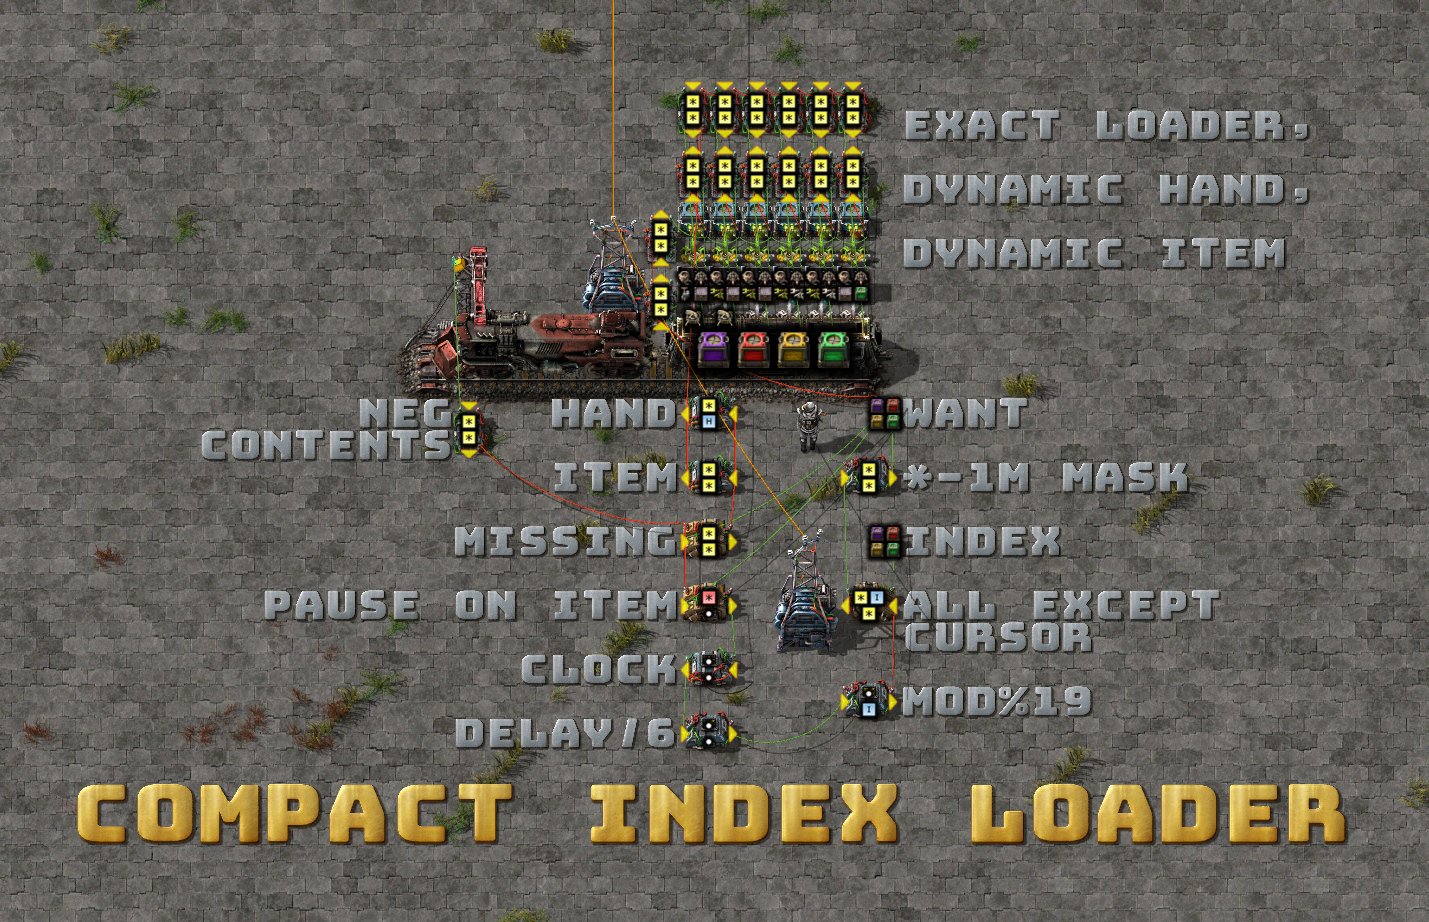 EXACT LOADER,
DYNAMIC HAND,
DYNAMIC ITEM
NEG
CONTENTS
HAND
WANT
ITEM
*-1M MASK
MISSING
INDEX
PAUSE ON ITEM
ALL EXCEPT
CURSOR
CLOCK
MOD%19
DELAY/6
COMPACT INDEX LOADER